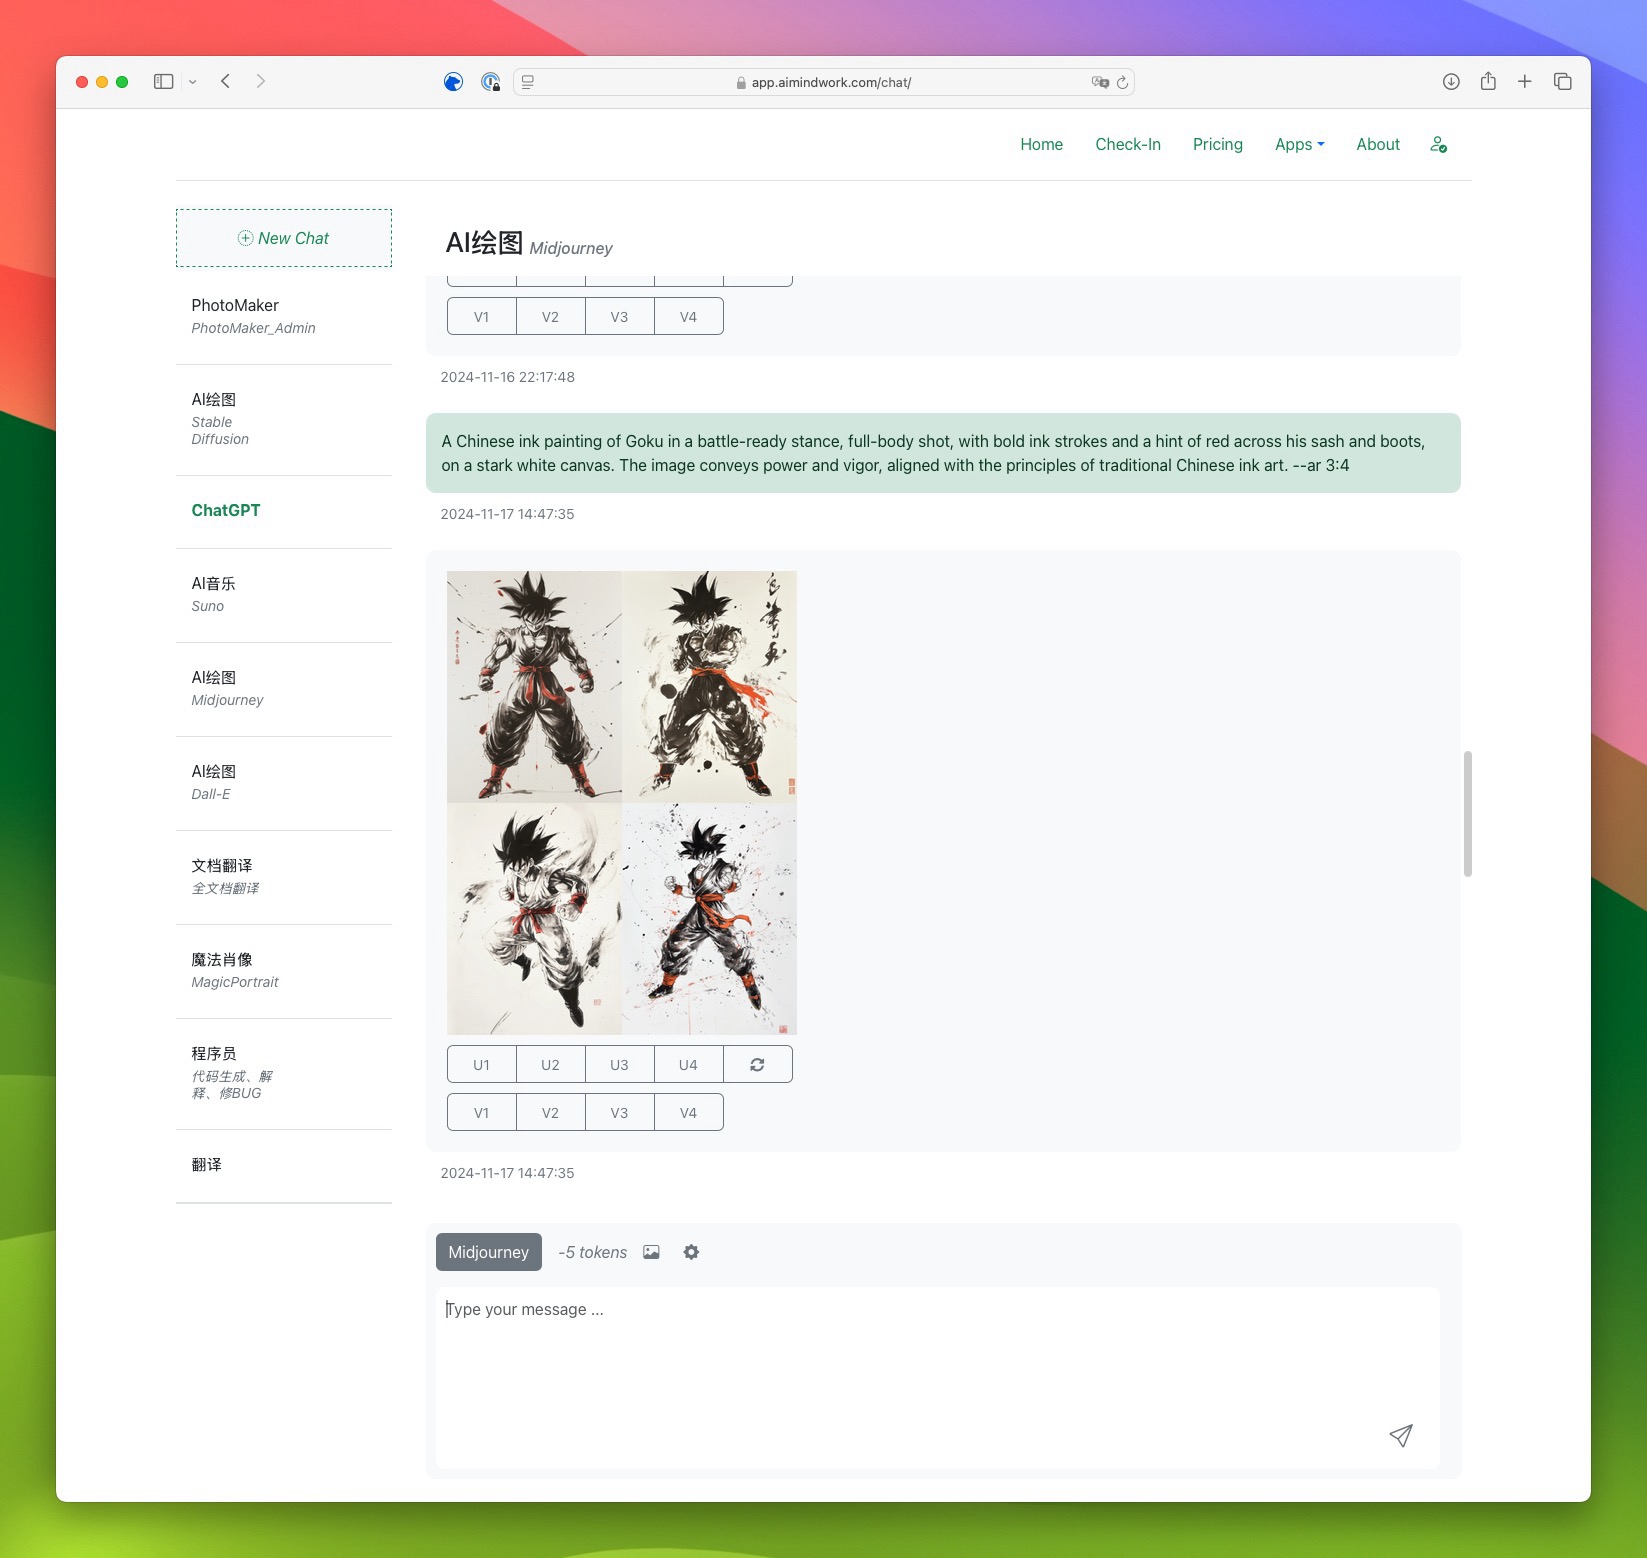 app.aimindwork.com/chat/
Home
Check-In
Pricing
Apps
About
New Chat
PhotoMaker
PhotoMaker_Admin
AI绘图
Stable
Diffusion
ChatGPT
AI音乐
Suno
AI绘图
Midjourney
AI绘图
Dall-E
文档翻译
全文档翻译
魔法肖像
MagicPortrait
程序员
代码生成、解
释、修BUG
翻译
AI绘图 Midjourney
V1
V2
V3
V4
2024-11-16 22:17:48
A Chinese ink painting of Goku in a battle-ready stance, full-body shot, with bold ink strokes and a hint of red across his sash and boots,
on a stark white canvas. The image conveys power and vigor, aligned with the principles of traditional Chinese ink art. --ar 3:4
2024-11-17 14:47:35
U1
U2
U3
U4
V1
V2
V3
V4
2024-11-17 14:47:35
Midjourney
-5 tokens
Type your message ...